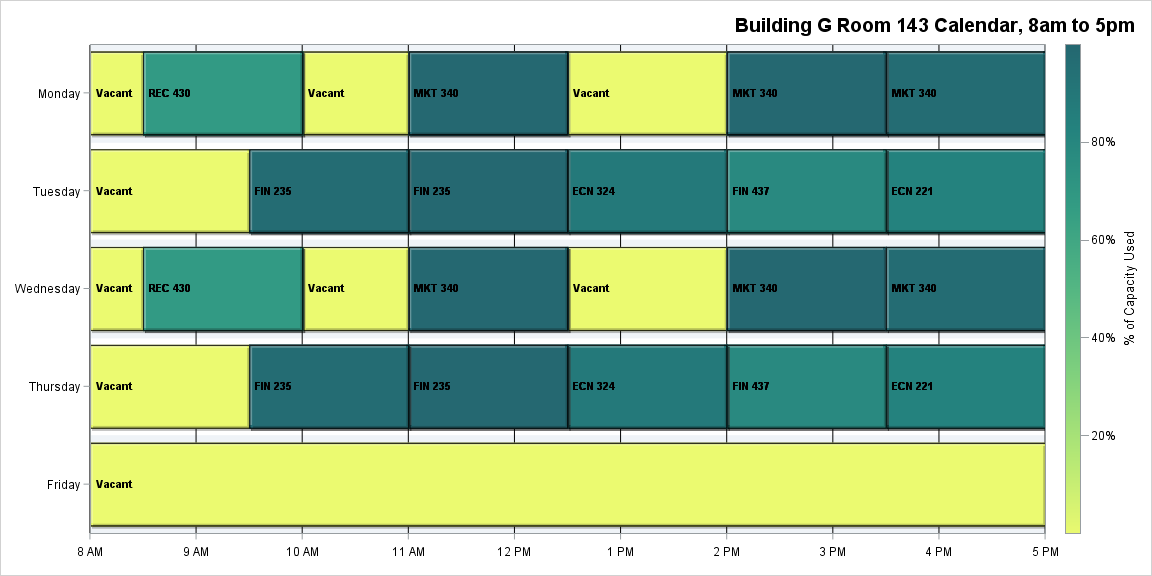 Building G Room 143 Calendar, 8am to 5pm
Monday Vacant REC 430 Vacant MKT 340 Vacant MKT 340 MKT 340
80%
Tuesday Vacant FIN 235 FIN 235 ECN 324 FIN 437 ECN 221
60%
% of Capacity Used
Wednesday Vacant REC 430 Vacant MKT 340 Vacant MKT 340 MKT 340
40%
Thursday Vacant FIN 235 FIN 235 ECN 324 FIN 437 ECN 221
20%
Friday Vacant
8 AM 9 AM 10 AM 11 AM 12 PM 1 PM 2 PM 3 PM 4 PM 5 PM